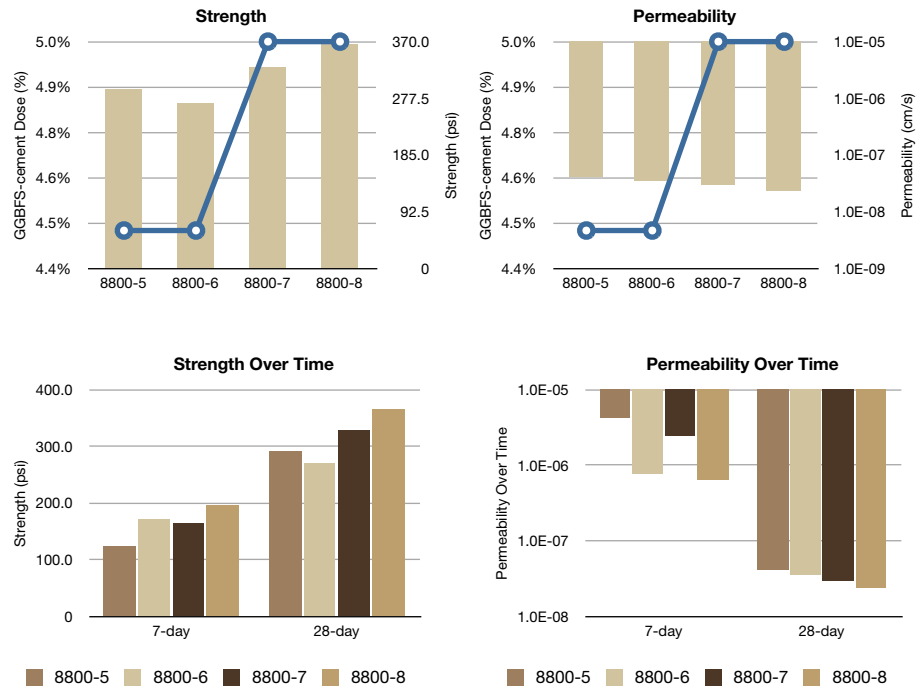 Strength
5.0%
4.9%
4.8%
4.6%
4.5%
4.4%
GGBFS-cement Dose (%)
370.0
277.5
185.0
92.5
0
Strength (psi)
8800-5 8800-6 8800-7 8800-8
Permeability
5.0%
4.9%
4.8%
4.6%
4.5%
4.4%
GGBFS-cement Dose (%)
1.0E-05
1.0E-06
1.0E-07
1.0E-08
1.0E-09
Permeability (cm/s)
8800-5 8800-6 8800-7 8800-8
Strength Over Time
400.0
300.0
200.0
100.0
0
Strength (psi)
7-day 28-day
8800-5 8800-6 8800-7 8800-8
Permeability Over Time
1.0E-05
1.0E-06
1.0E-07
1.0E-08
Permeability Over Time
7-day 28-day
8800-5 8800-6 8800-7 8800-8